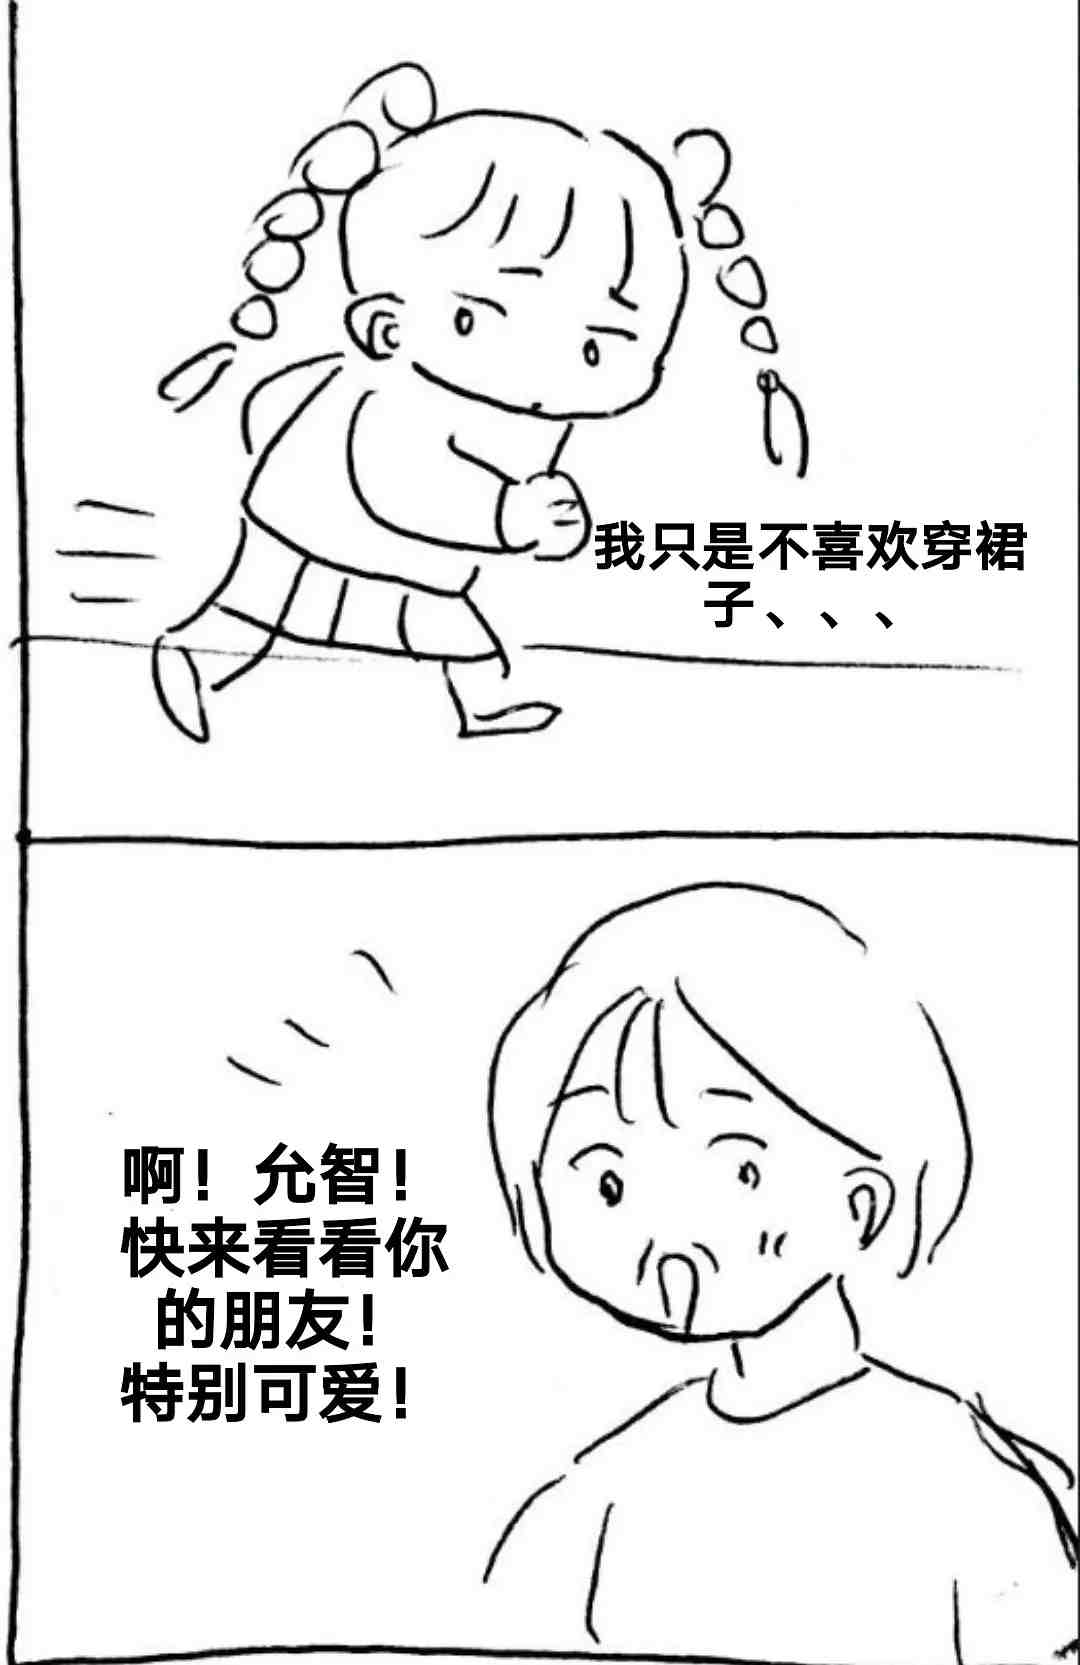 我只是不喜欢穿裙
子、、、
啊！允智！
快来看看你
的朋友！
特别可爱！